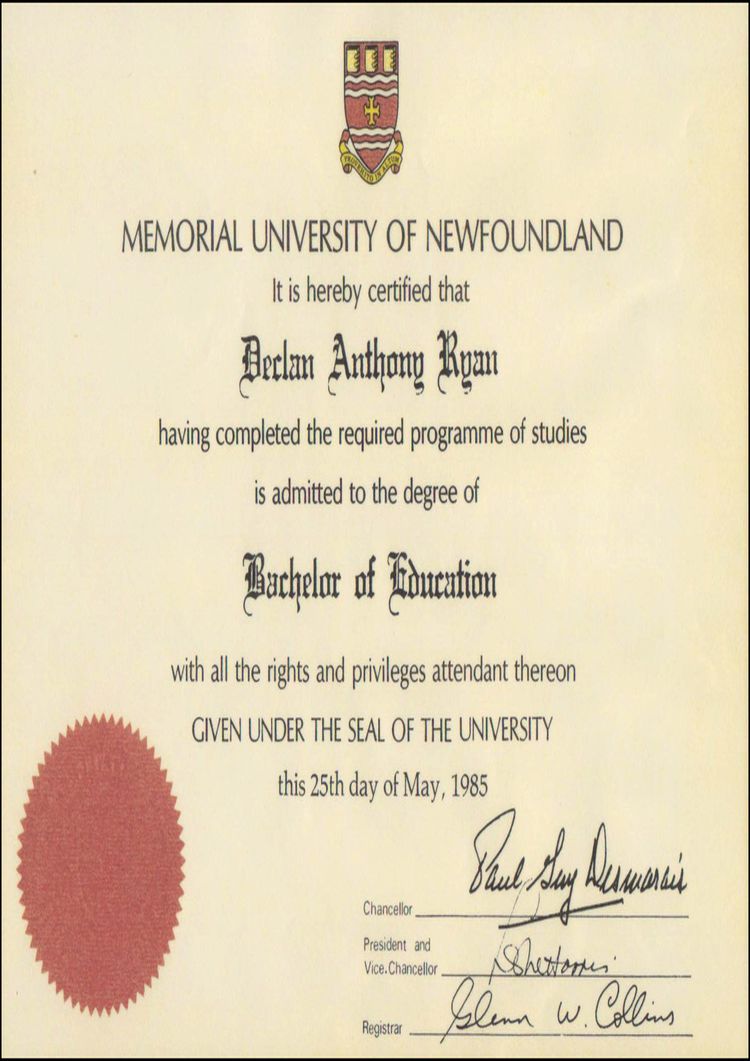 PROVEHITO IN ALTUM
MEMORIAL UNIVERSITY OF NEWFOUNDLAND
It is hereby certified that
Declan Anthony Ryan
having completed the required programme of studies
is admitted to the degree of
Bachelor of Education
with all the rights and privileges attendant thereon
GIVEN UNDER THE SEAL OF THE UNIVERSITY
this 25th day of May, 1985
Paul Guy Desmarais
Chancellor
President and
Vice-Chancellor
Glenn W. Collins
Registrar